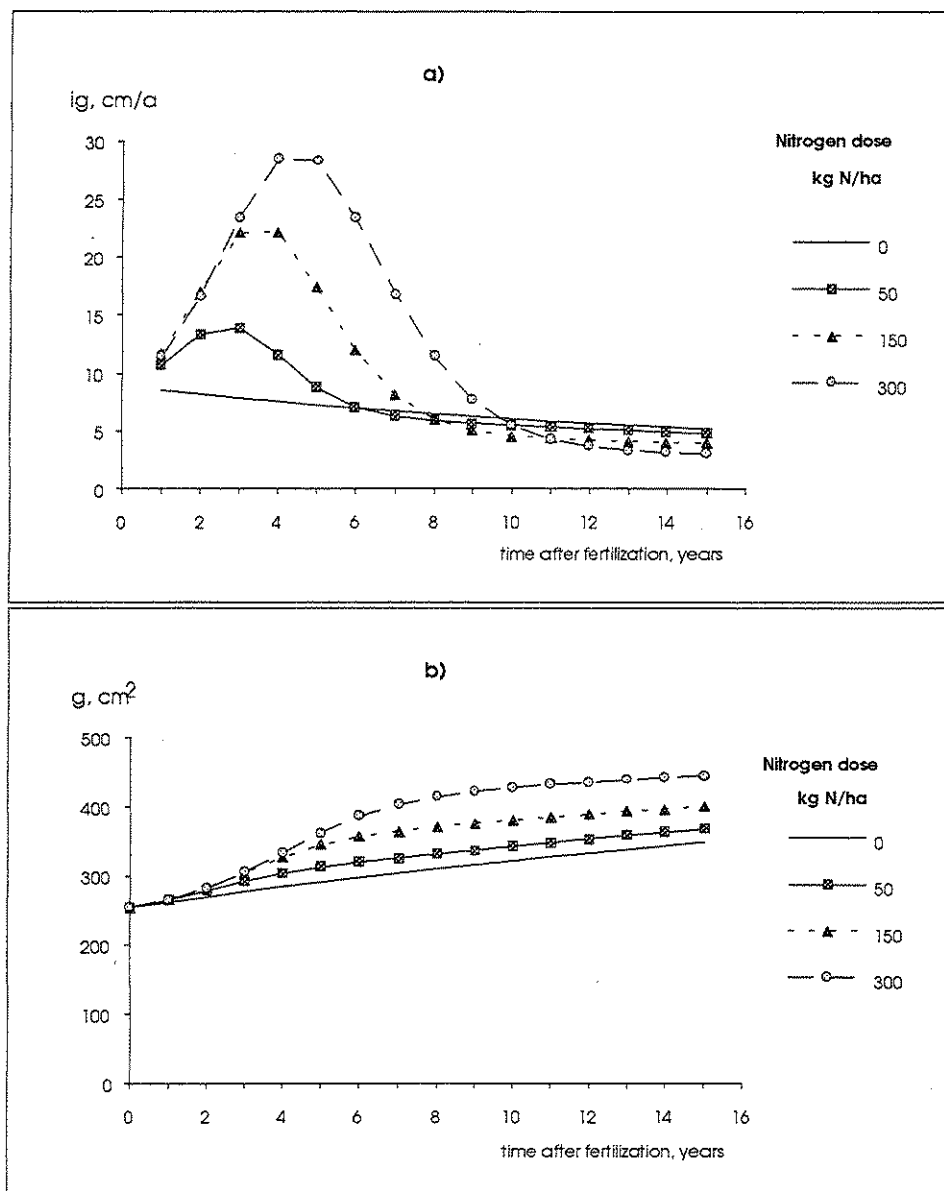 a)
ig, cm/a
30
25
20
15
10
5
0
0 2 4 6 8 10 12 14 16
time after fertilization, years
Nitrogen dose
kg N/ha
0
50
150
300
b)
g, cm2
500
400
300
200
100
0
0 2 4 6 8 10 12 14 16
time after fertilization, years
Nitrogen dose
kg N/ha
0
50
150
300